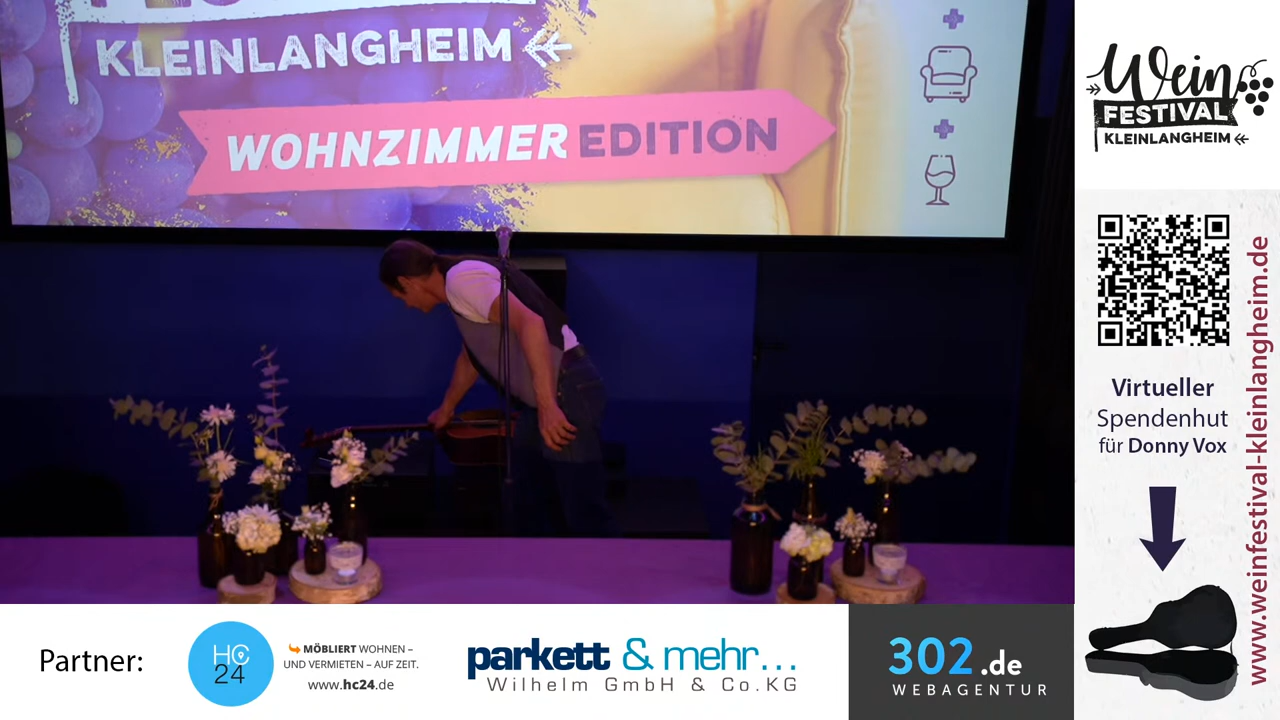 KLEINLANGHEIM
WOHNZIMMER EDITION
Wein
FESTIVAL
KLEINLANGHEIM
www.weinfestival-kleinlangheim.de
Virtueller
Spendenhut
für Donny Vox
Partner:
HC
24
MÖBLIERT WOHNEN –
UND VERMIETEN – AUF ZEIT.
www.hc24.de
parkett & mehr...
Wilhelm GmbH & Co.KG
302.de
WEBAGENTUR